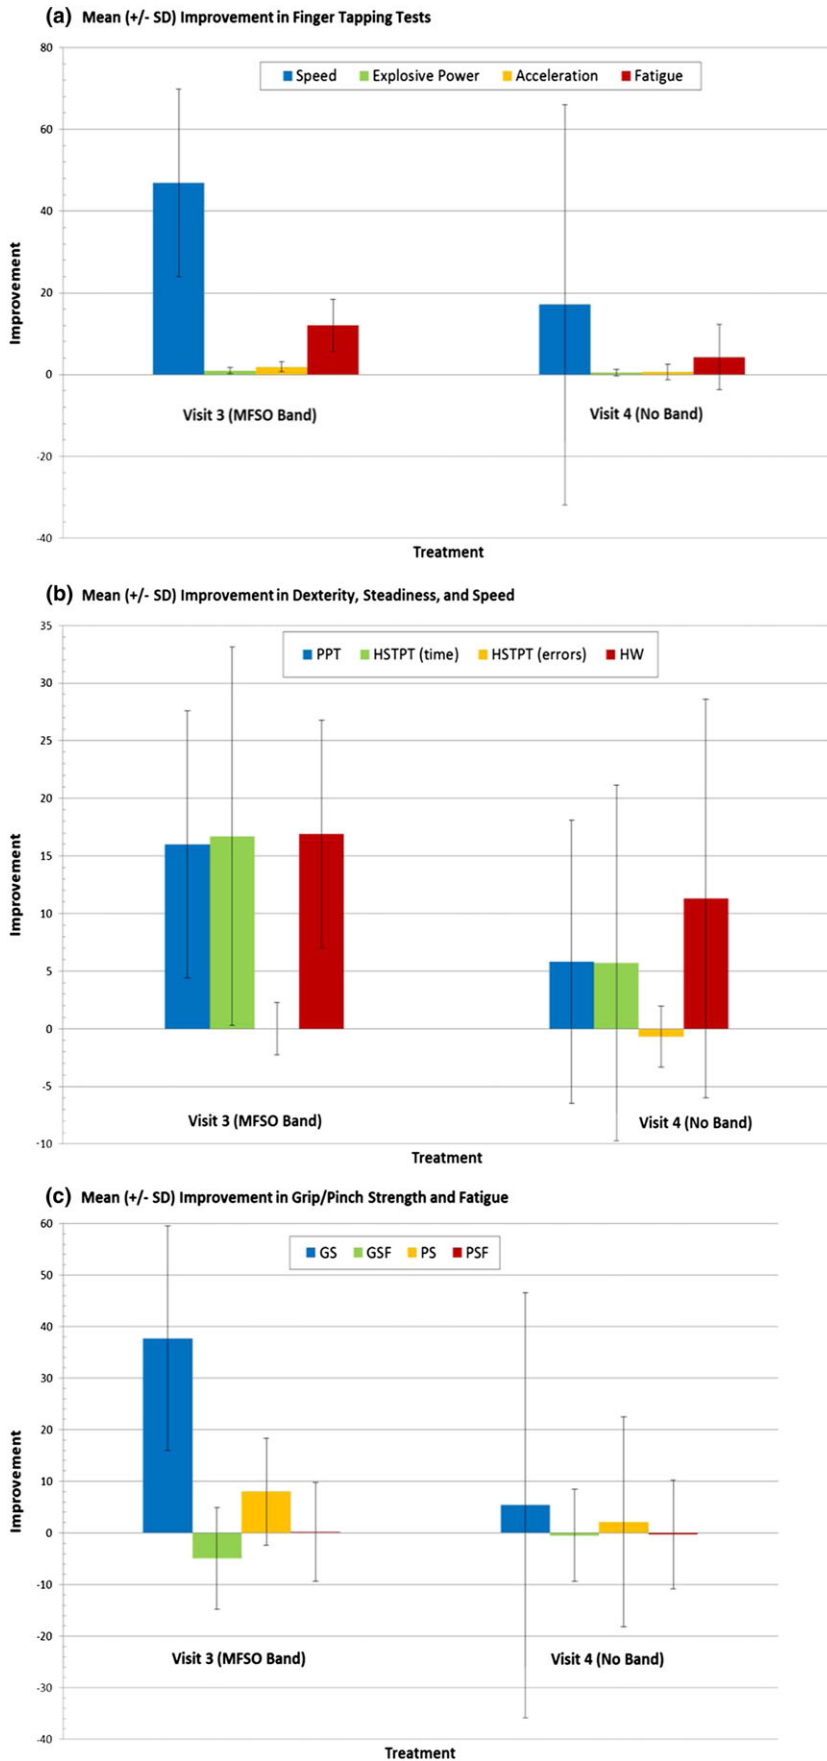 (a) Mean (+/- SD) Improvement in Finger Tapping Tests
80
Speed Explosive Power Acceleration Fatigue
60
40
20
0
-20
-40
Improvement
Visit 3 (MFSO Band) Visit 4 (No Band)
Treatment
(b) Mean (+/- SD) Improvement in Dexterity, Steadiness, and Speed
35
PPT HSTPT (time) HSTPT (errors) HW
30
25
20
15
10
5
0
-5
-10
Improvement
Visit 3 (MFSO Band) Visit 4 (No Band)
Treatment
(c) Mean (+/- SD) Improvement in Grip/Pinch Strength and Fatigue
60
GS GSF PS PSF
50
40
30
20
10
0
-10
-20
-30
-40
Improvement
Visit 3 (MFSO Band) Visit 4 (No Band)
Treatment